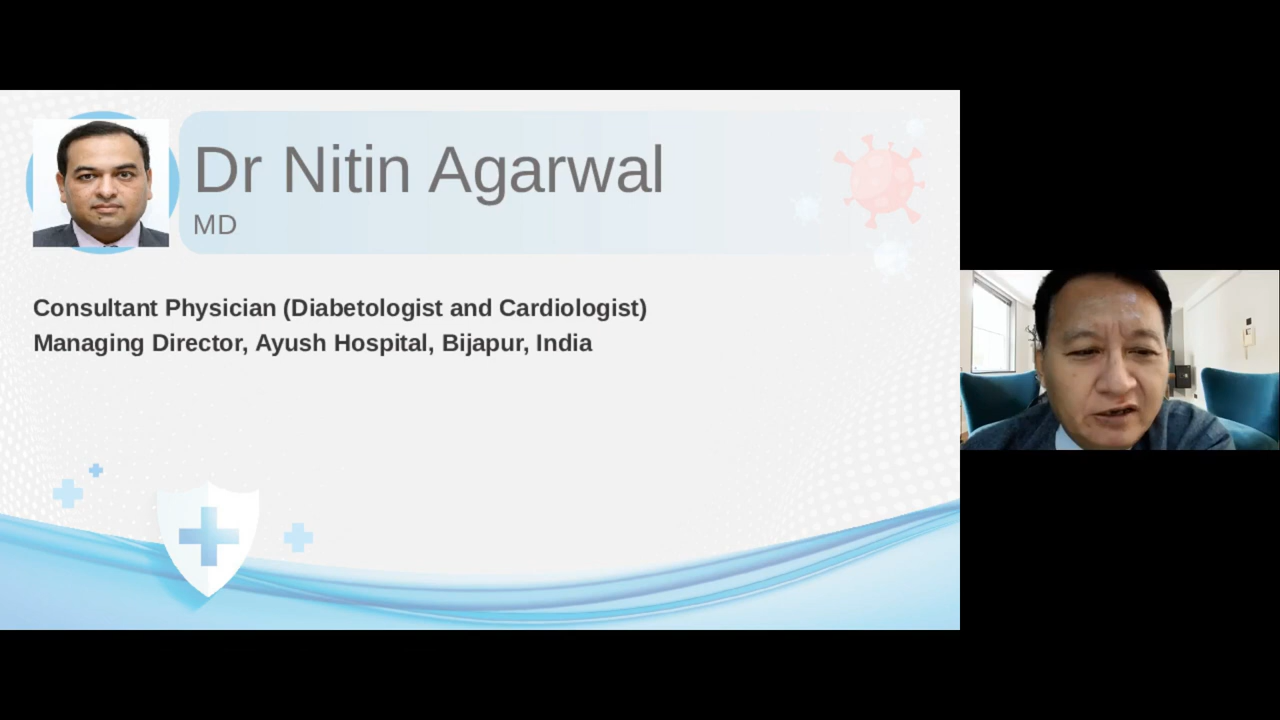 Dr Nitin Agarwal
MD
Consultant Physician (Diabetologist and Cardiologist)
Managing Director, Ayush Hospital, Bijapur, India